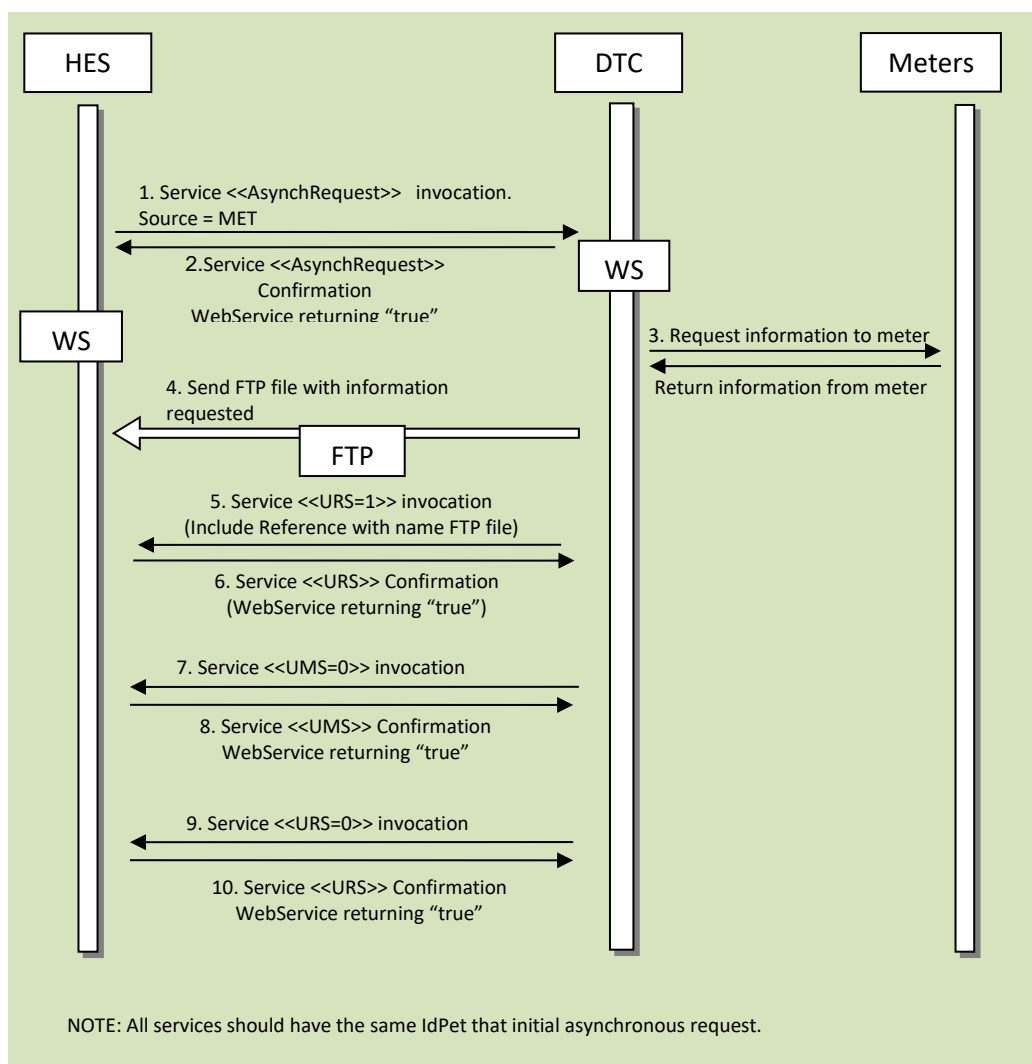 HES
DTC
Meters
1. Service <<AsynchRequest>> invocation.
Source = MET
2.Service <<AsynchRequest>>
Confirmation
WebService returning “true”
WS
WS
3. Request information to meter
Return information from meter
4. Send FTP file with information
requested
FTP
5. Service <<URS=1>> invocation
(Include Reference with name FTP file)
6. Service <<URS>> Confirmation
(WebService returning “true”)
7. Service <<UMS=0>> invocation
8. Service <<UMS>> Confirmation
WebService returning “true”
9. Service <<URS=0>> invocation
10. Service <<URS>> Confirmation
WebService returning “true”
NOTE: All services should have the same IdPet that initial asynchronous request.